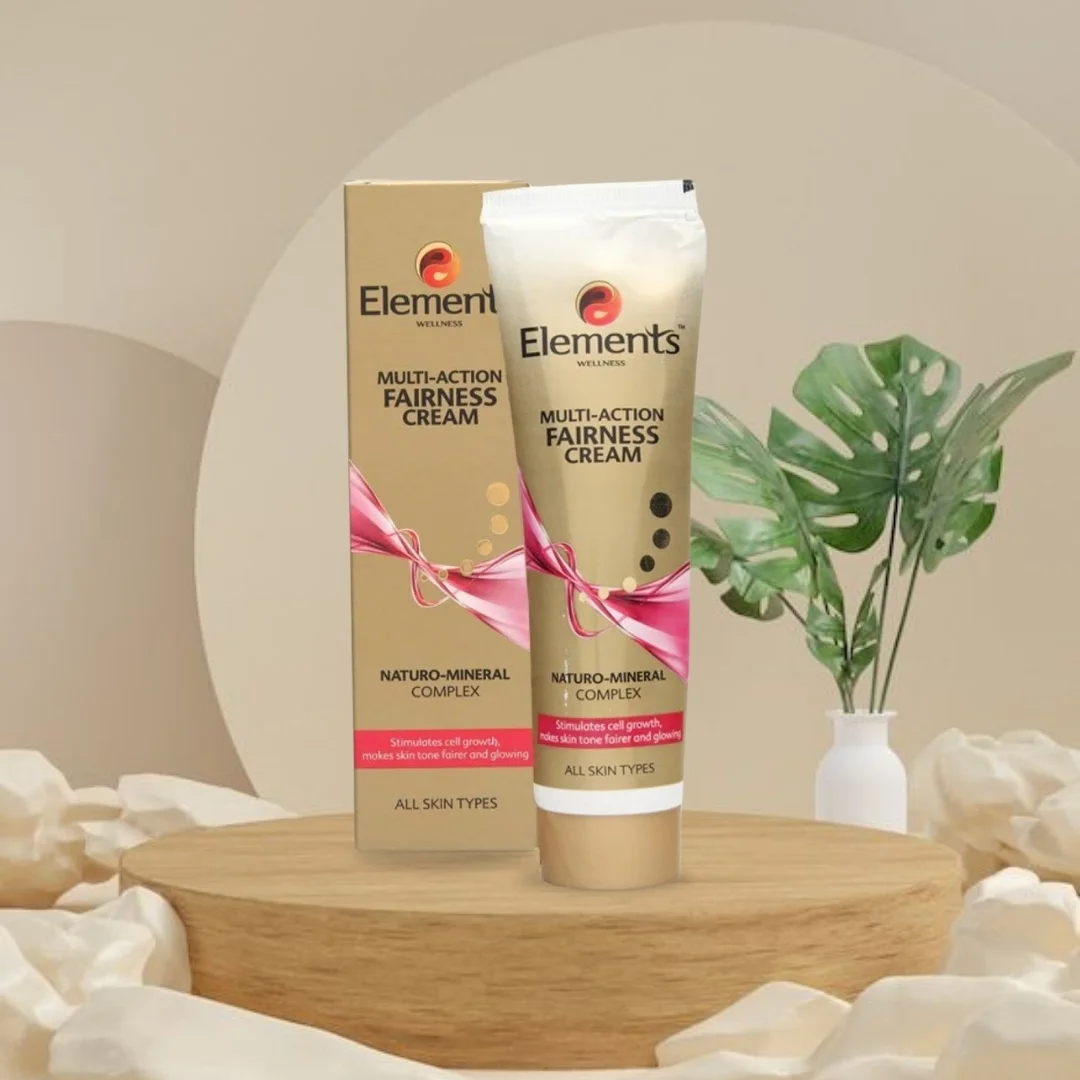 Element
WELLNESS
MULTI-ACTION
FAIRNESS
CREAM
NATURO-MINERAL
COMPLEX
Stimulates cell growth,
makes skin tone fairer and glowing
ALL SKIN TYPES
Elements™
WELLNESS
MULTI-ACTION
FAIRNESS
CREAM
NATURO-MINERAL
COMPLEX
Stimulates cell growth,
makes skin tone fairer and glowing
ALL SKIN TYPES